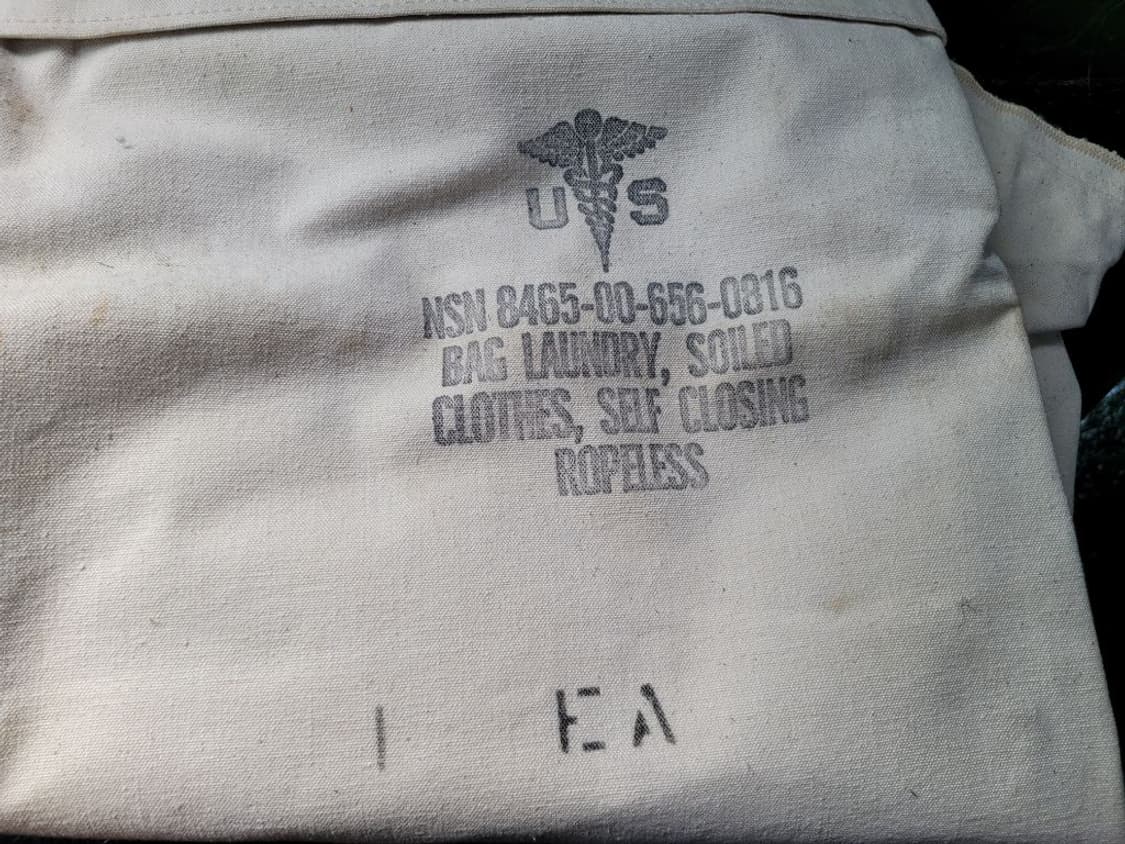 U S
NSN 8465-00-656-0816
BAG LAUNDRY, SOILED
CLOTHES, SELF CLOSING
ROPELESS
1 EA